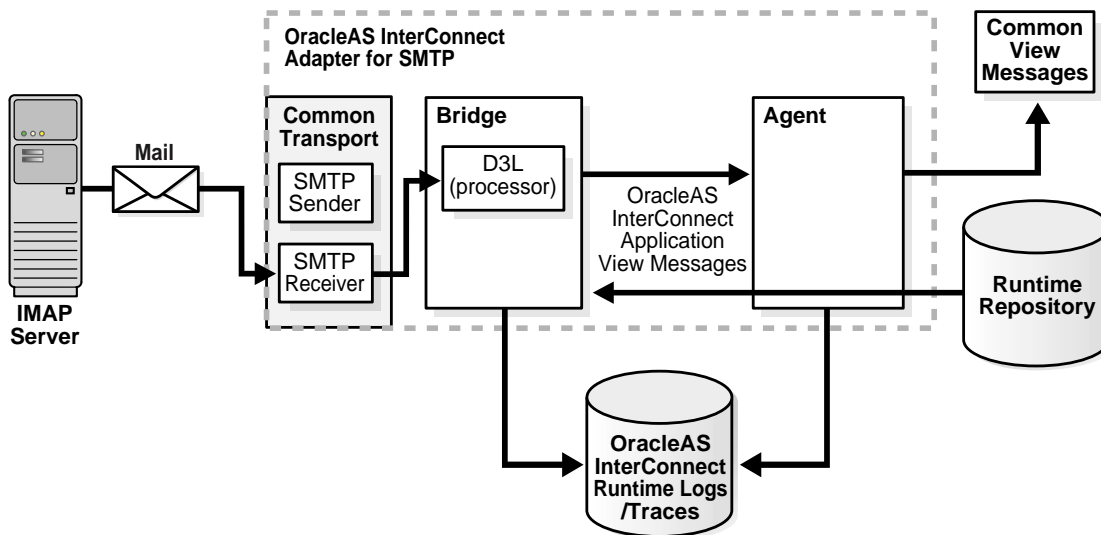 OracleAS InterConnect
Adapter for SMTP
Common
View
Messages
Common
Transport
Bridge
Agent
Mail
D3L
(processor)
SMTP
Sender
OracleAS
InterConnect
Application
View Messages
SMTP
Receiver
Runtime
Repository
IMAP
Server
OracleAS
InterConnect
Runtime Logs
/Traces